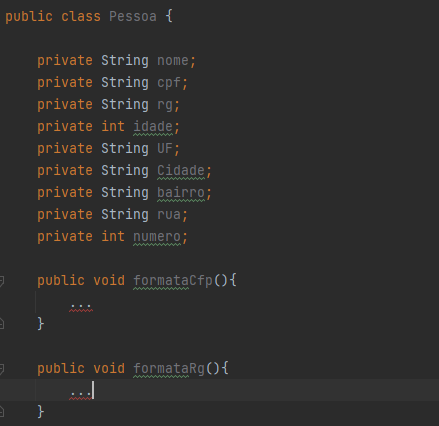 public class Pessoa {
private String nome;
private String cpf;
private String rg;
private int idade;
private String UF;
private String Cidade;
private String bairro;
private String rua;
private int numero;
public void formataCfp(){
...
}
public void formataRg(){
...
}